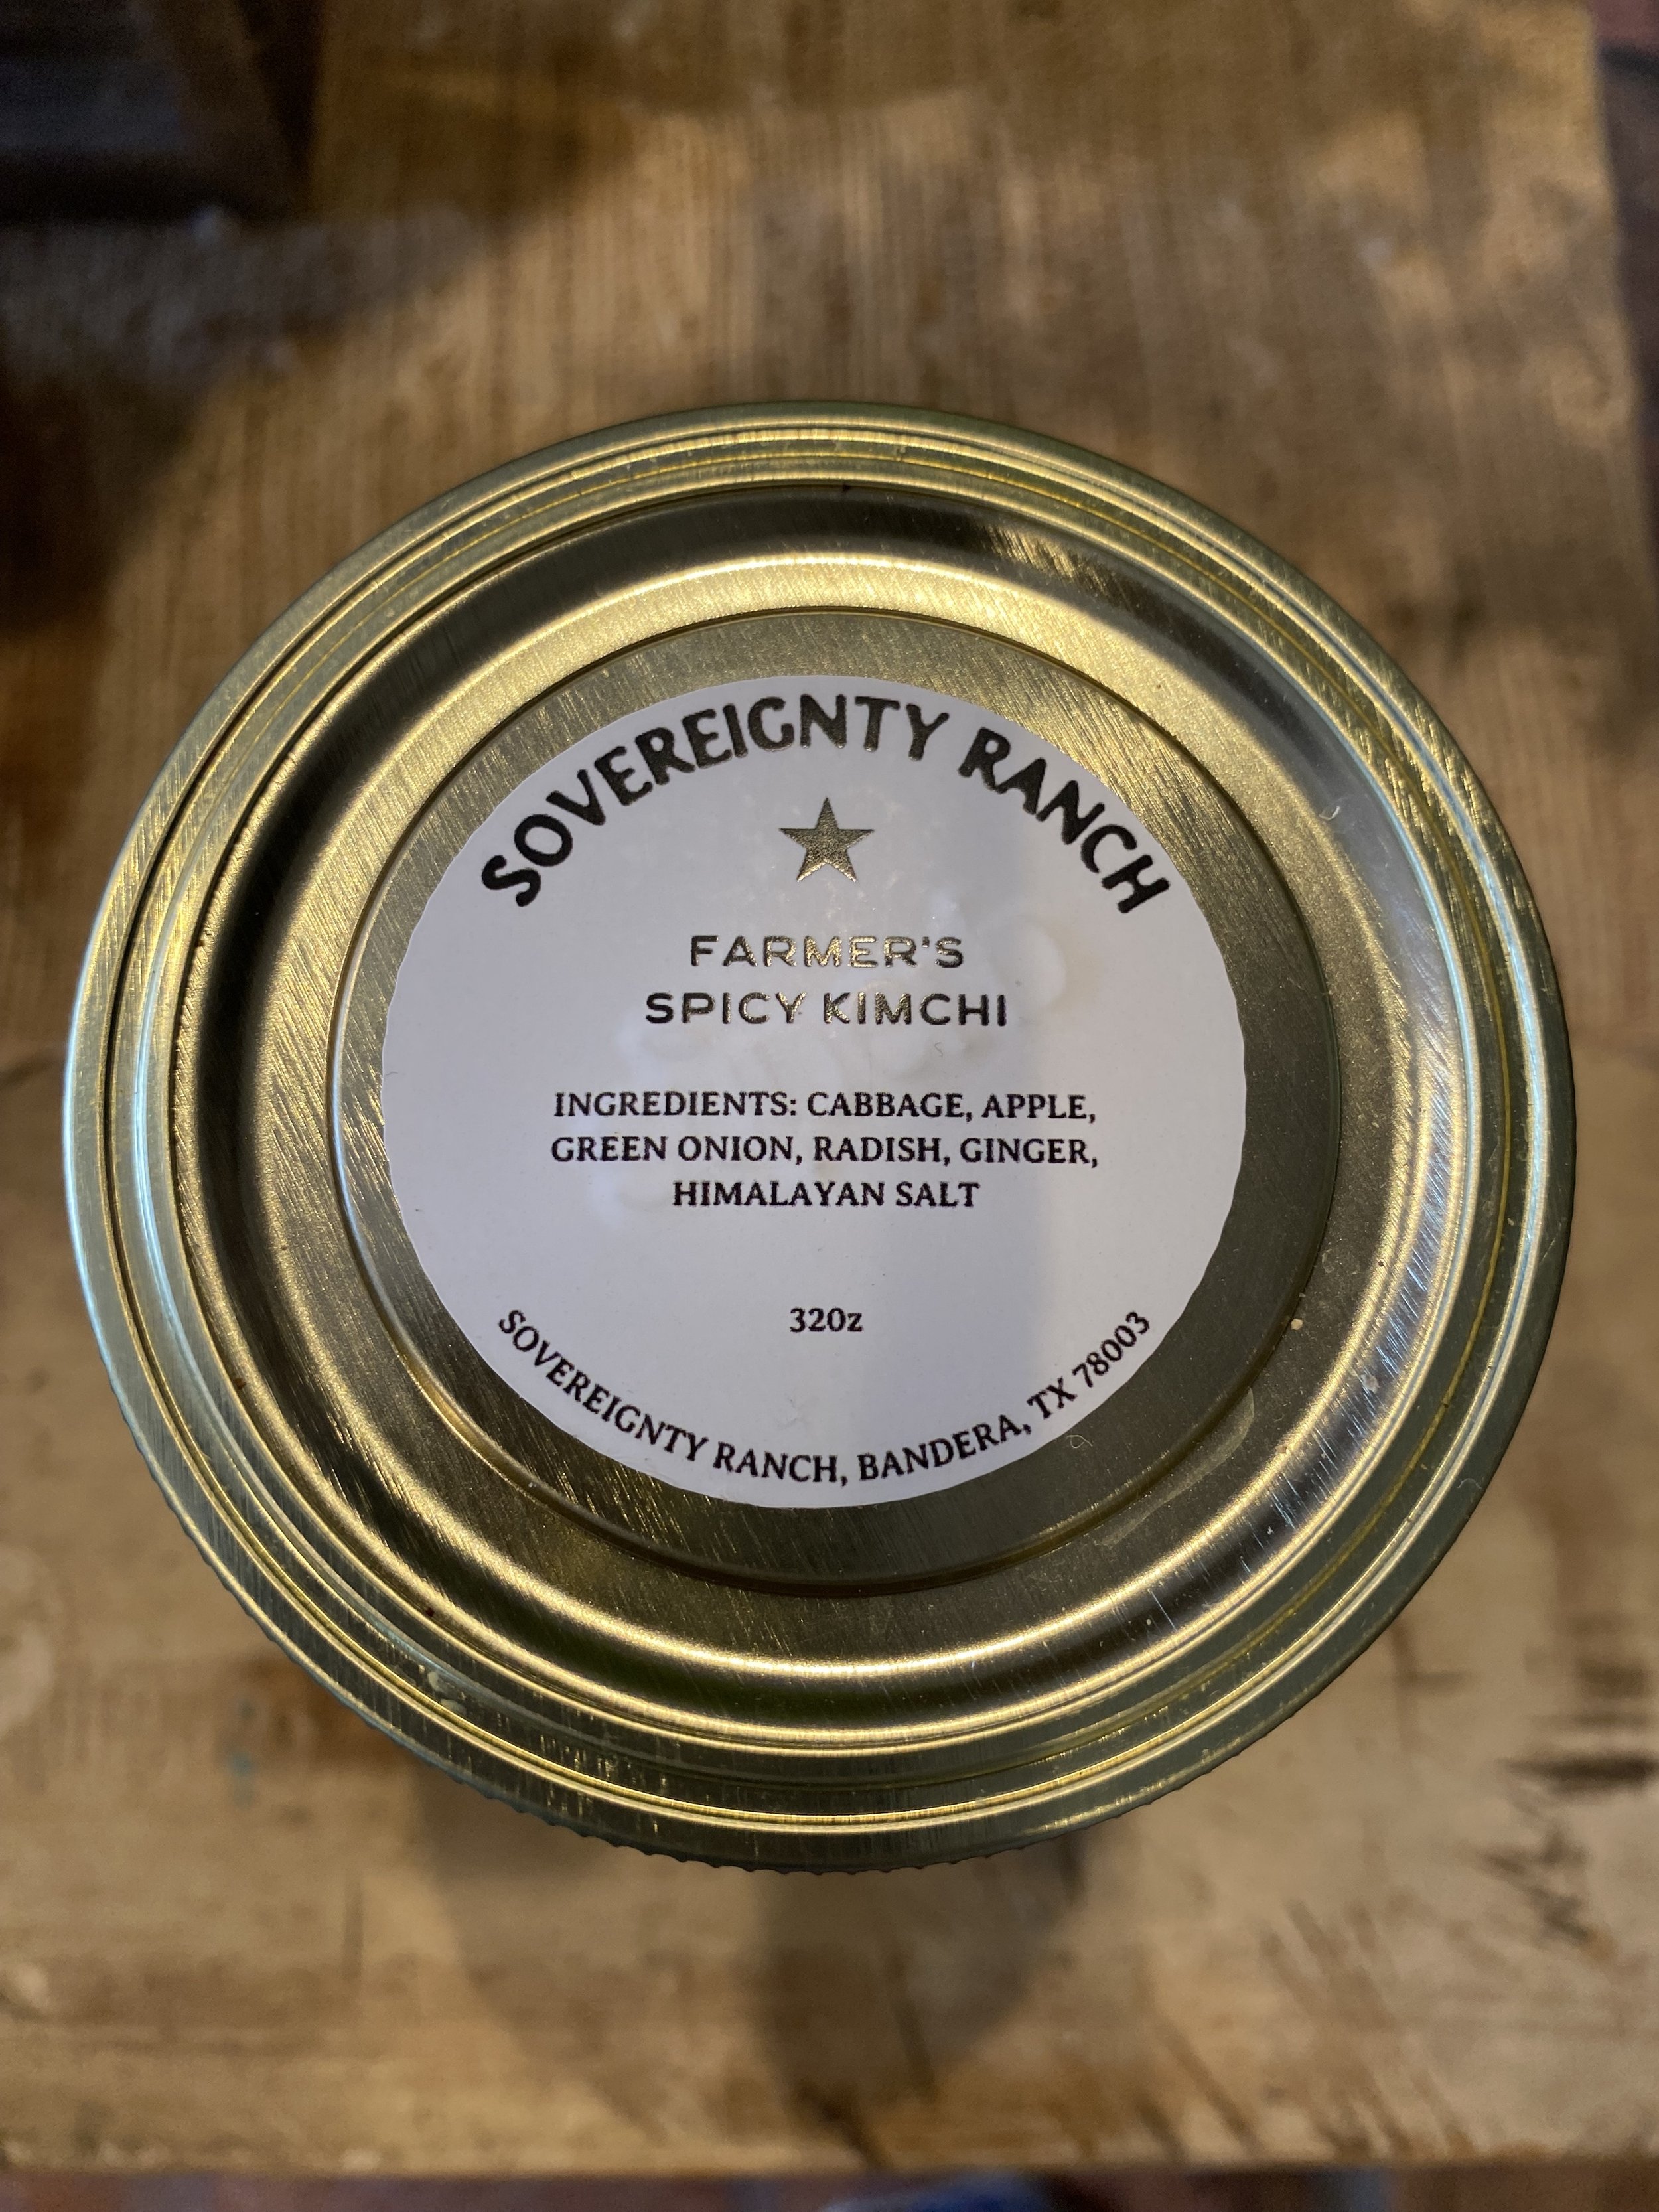 SOVEREIGNTY RANCH
FARMER'S
SPICY KIMCHI
INGREDIENTS: CABBAGE, APPLE,
GREEN ONION, RADISH, GINGER,
HIMALAYAN SALT
32oz
SOVEREIGNTY RANCH, BANDERA, TX 78003